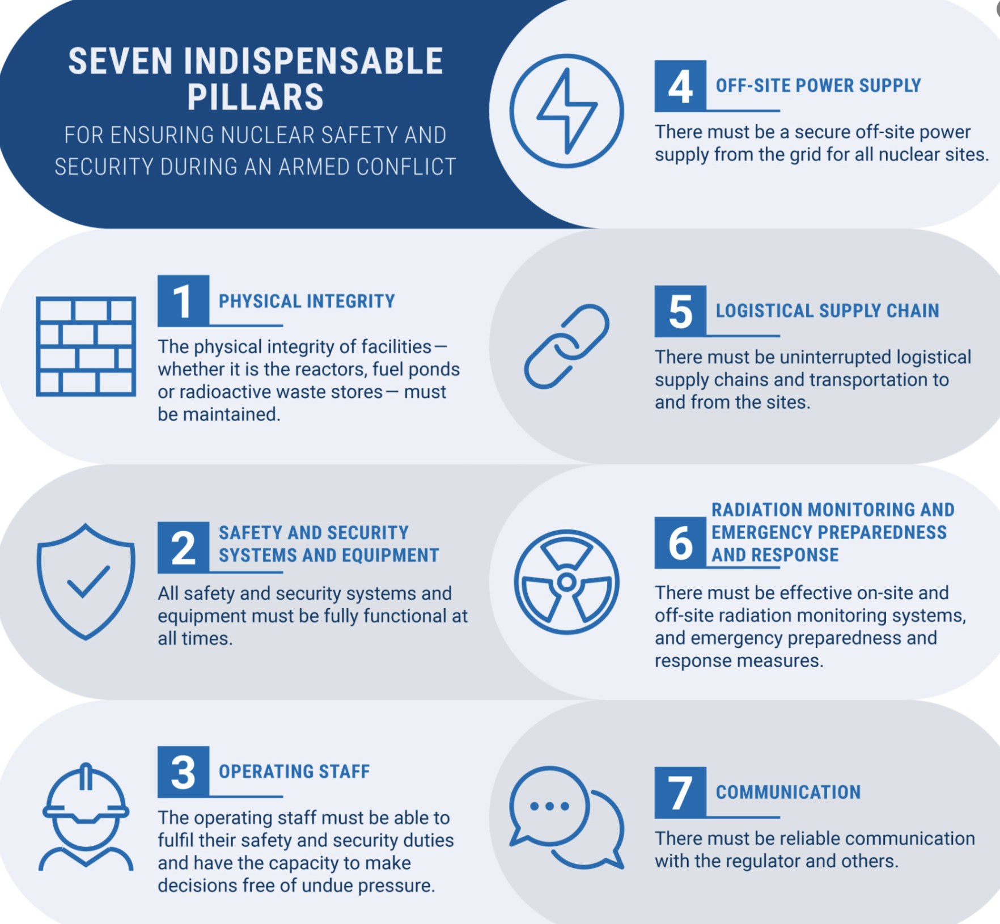 SEVEN INDISPENSABLE
PILLARS
FOR ENSURING NUCLEAR SAFETY AND
SECURITY DURING AN ARMED CONFLICT
1
PHYSICAL INTEGRITY
The physical integrity of facilities—
whether it is the reactors, fuel ponds
or radioactive waste stores— must
be maintained.
2
SAFETY AND SECURITY
SYSTEMS AND EQUIPMENT
All safety and security systems and
equipment must be fully functional at
all times.
3
OPERATING STAFF
The operating staff must be able to
fulfil their safety and security duties
and have the capacity to make
decisions free of undue pressure.
4
OFF-SITE POWER SUPPLY
There must be a secure off-site power
supply from the grid for all nuclear sites.
5
LOGISTICAL SUPPLY CHAIN
There must be uninterrupted logistical
supply chains and transportation to
and from the sites.
6
RADIATION MONITORING AND
EMERGENCY PREPAREDNESS
AND RESPONSE
There must be effective on-site and
off-site radiation monitoring systems,
and emergency preparedness and
response measures.
7
COMMUNICATION
There must be reliable communication
with the regulator and others.